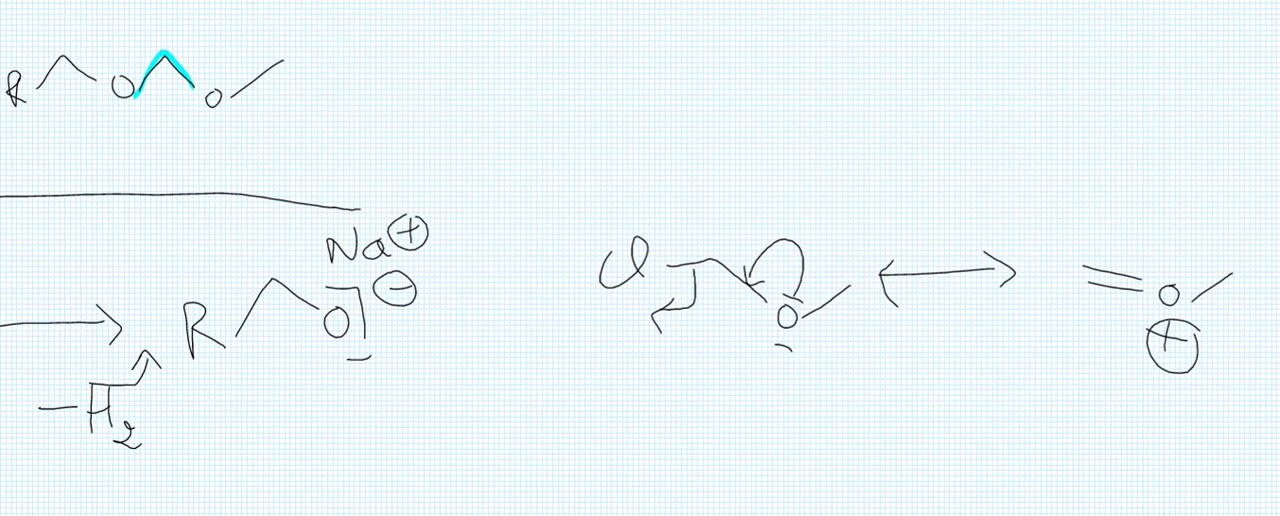 R O O
Na⊕
R O ⊖ Cl O O
⊕
-H₂